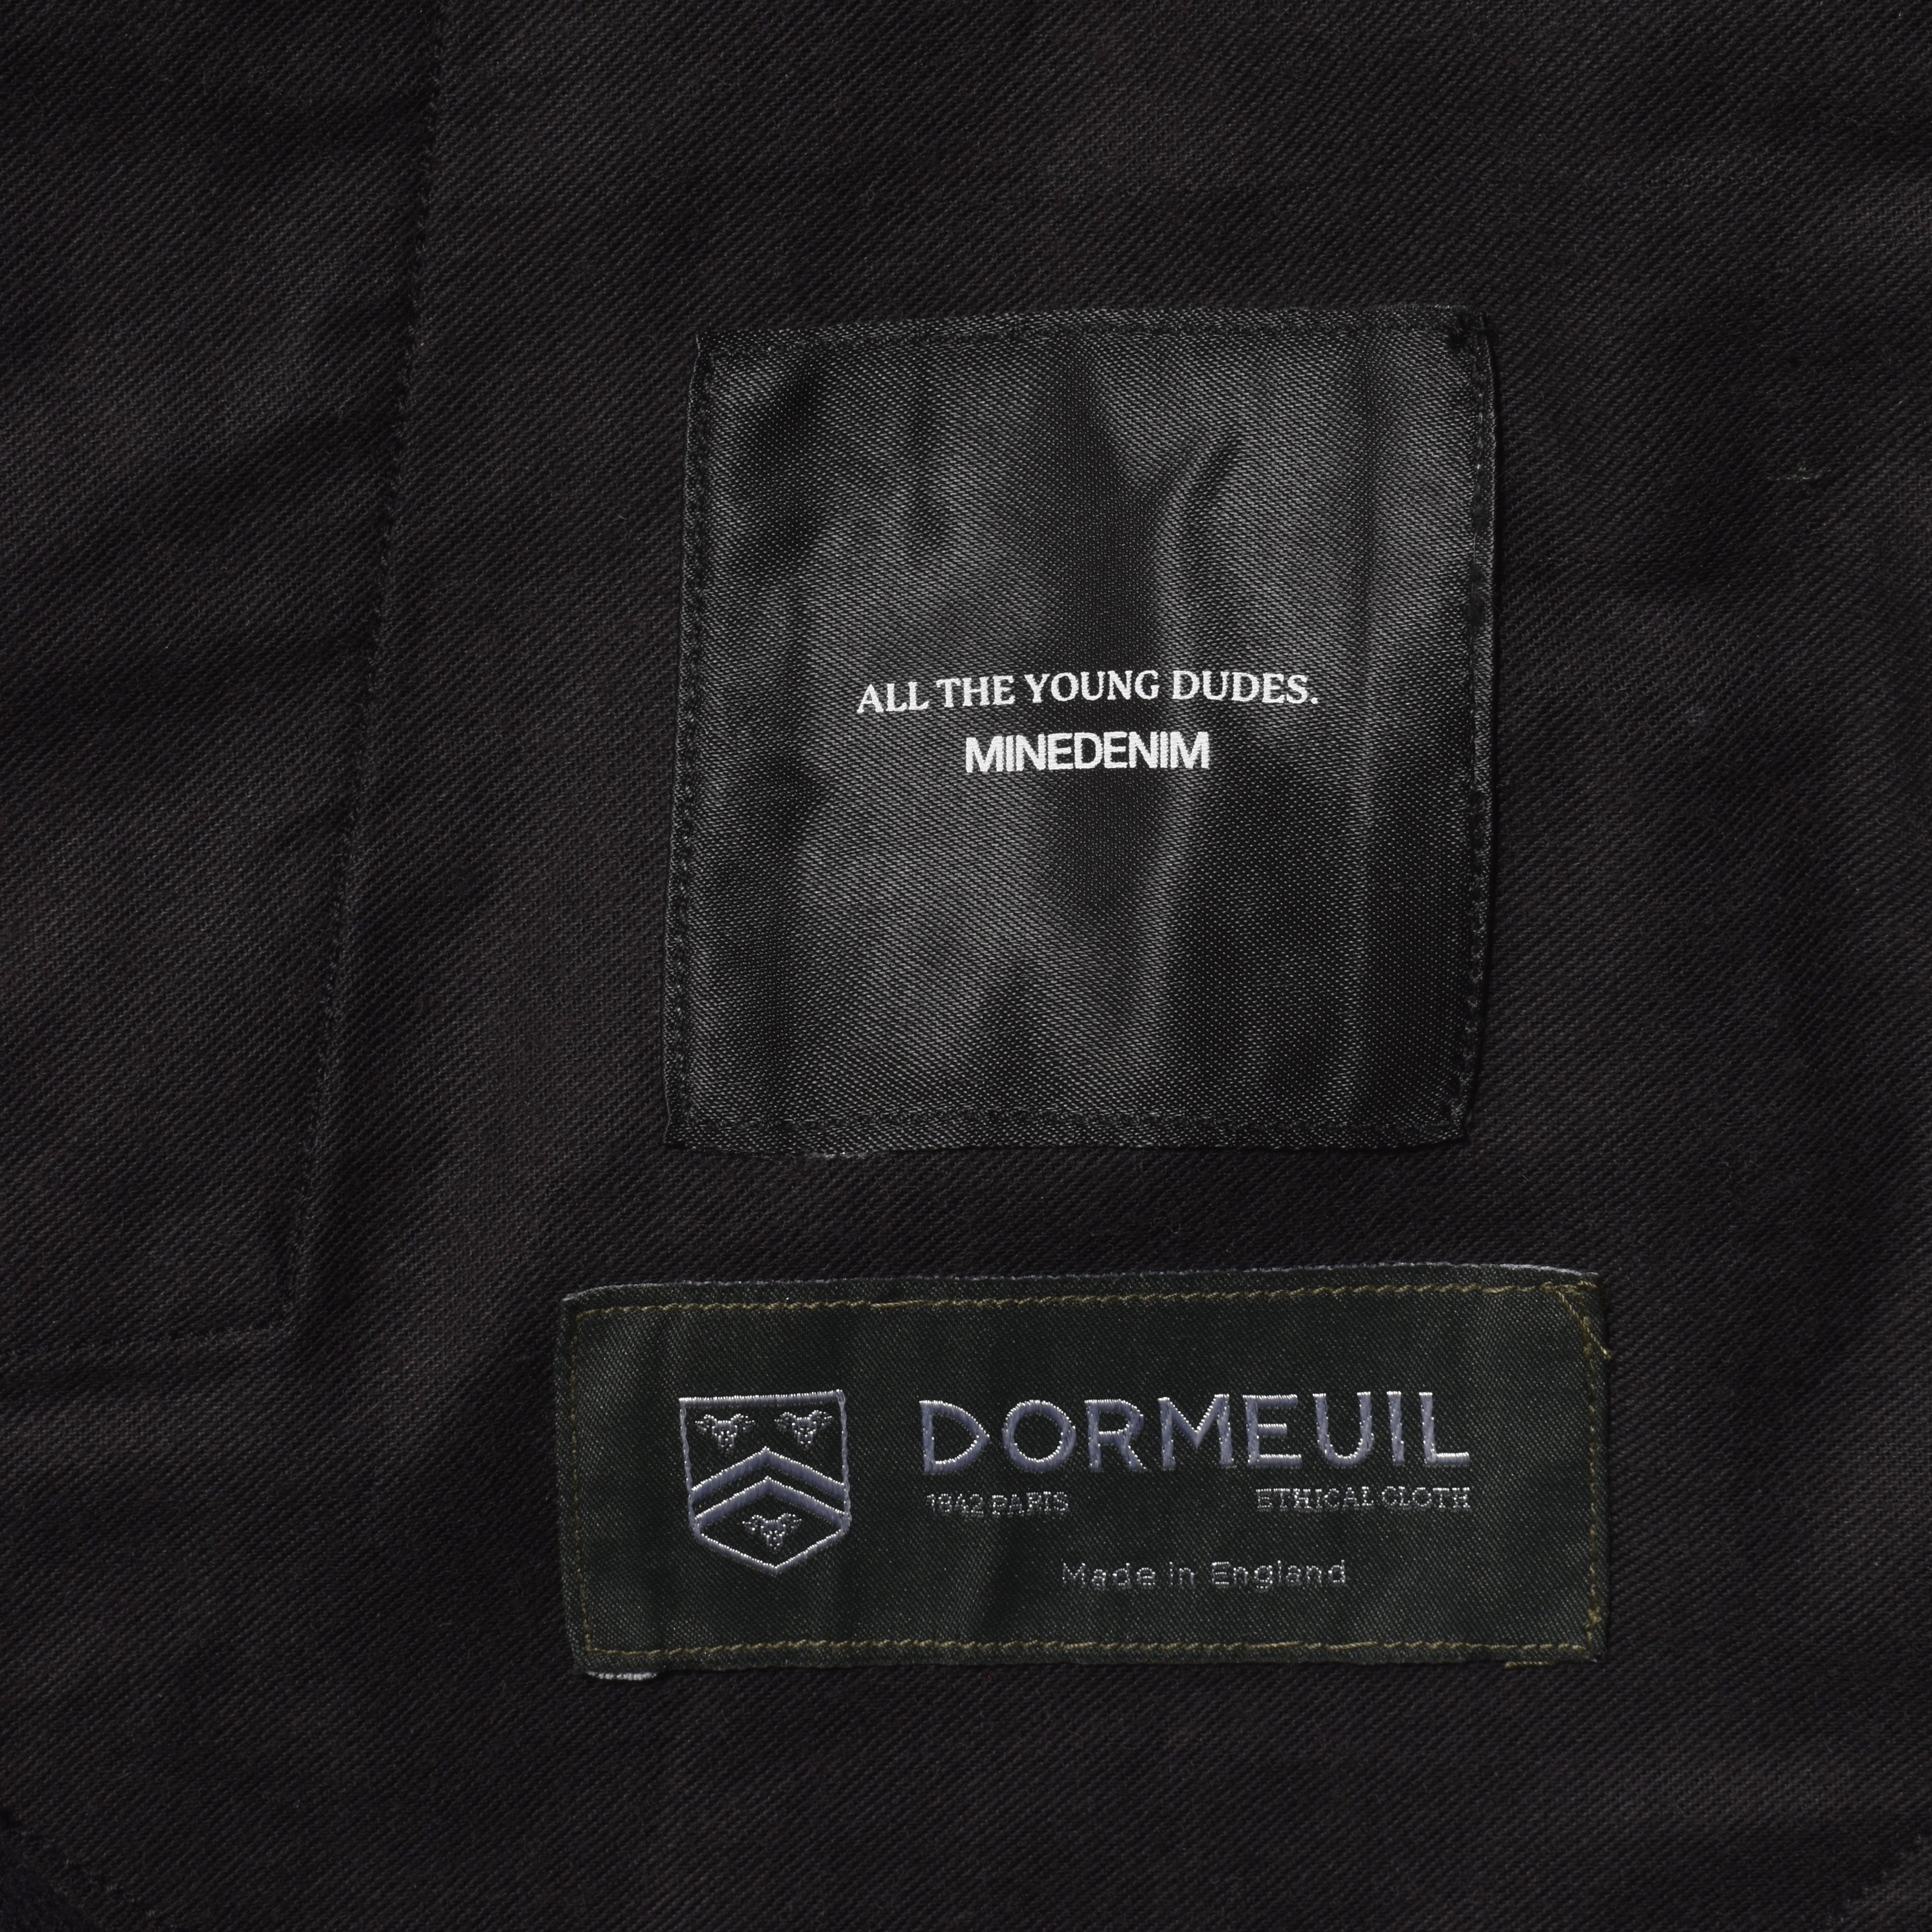 ALL THE YOUNG DUDES.
MINEDENIM
DORMEUIL
1842 PARIS ETHICAL CLOTH
Made in England